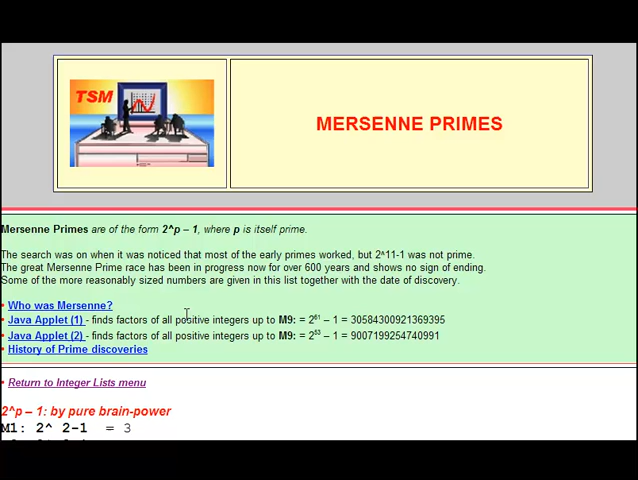 TSM
MERSENNE PRIMES
Mersenne Primes are of the form 2^p – 1, where p is itself prime.
The search was on when it was noticed that most of the early primes worked, but 2^11-1 was not prime.
The great Mersenne Prime race has been in progress now for over 600 years and shows no sign of ending.
Some of the more reasonably sized numbers are given in this list together with the date of discovery.
• Who was Mersenne?
• Java Applet (1) - finds factors of all positive integers up to M9: = 2⁶¹ – 1 = 30584300921369395
• Java Applet (2) - finds factors of all positive integers up to M9: = 2⁵³ – 1 = 9007199254740991
• History of Prime discoveries
• Return to Integer Lists menu
2^p – 1: by pure brain-power
M1: 2^ 2-1 = 3